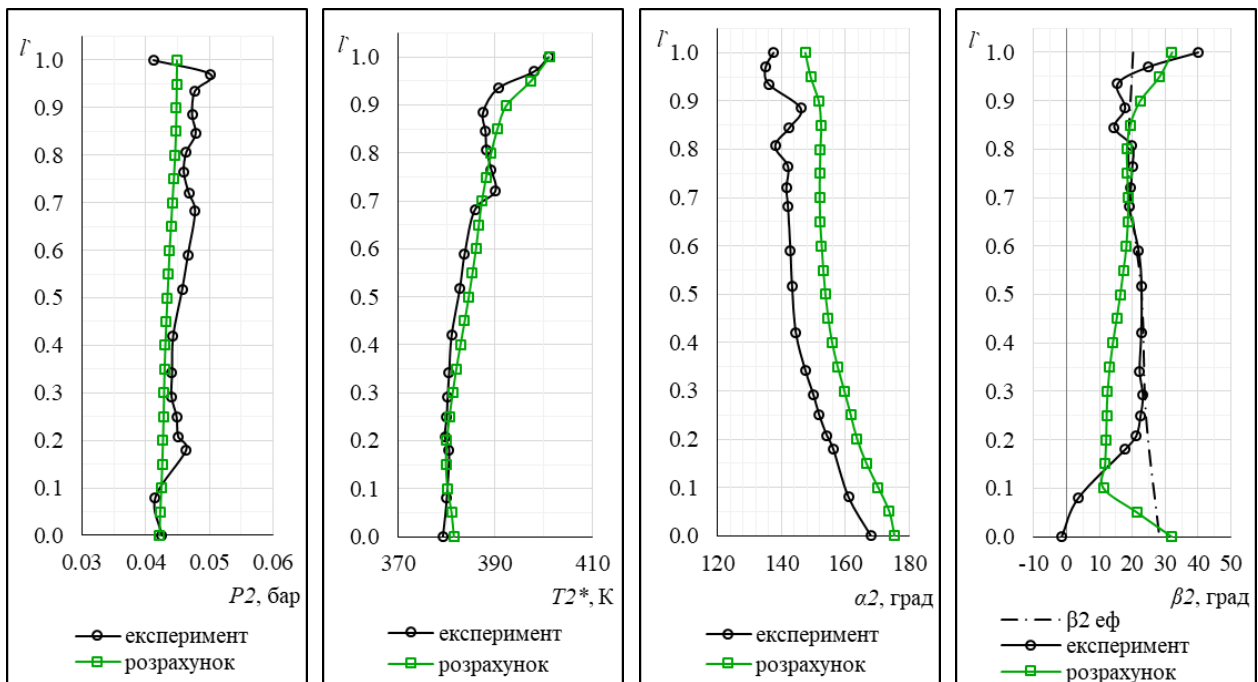 l`
1.0
0.9
0.8
0.7
0.6
0.5
0.4
0.3
0.2
0.1
0.0
0.03 0.04 0.05 0.06
P2, бар
експеримент
розрахунок
l`
1.0
0.9
0.8
0.7
0.6
0.5
0.4
0.3
0.2
0.1
0.0
370 390 410
T2*, К
експеримент
розрахунок
l`
1.0
0.9
0.8
0.7
0.6
0.5
0.4
0.3
0.2
0.1
0.0
120 140 160 180
α2, град
експеримент
розрахунок
l`
1.0
0.9
0.8
0.7
0.6
0.5
0.4
0.3
0.2
0.1
0.0
-10 0 10 20 30 40 50
β2, град
β2 еф
експеримент
розрахунок